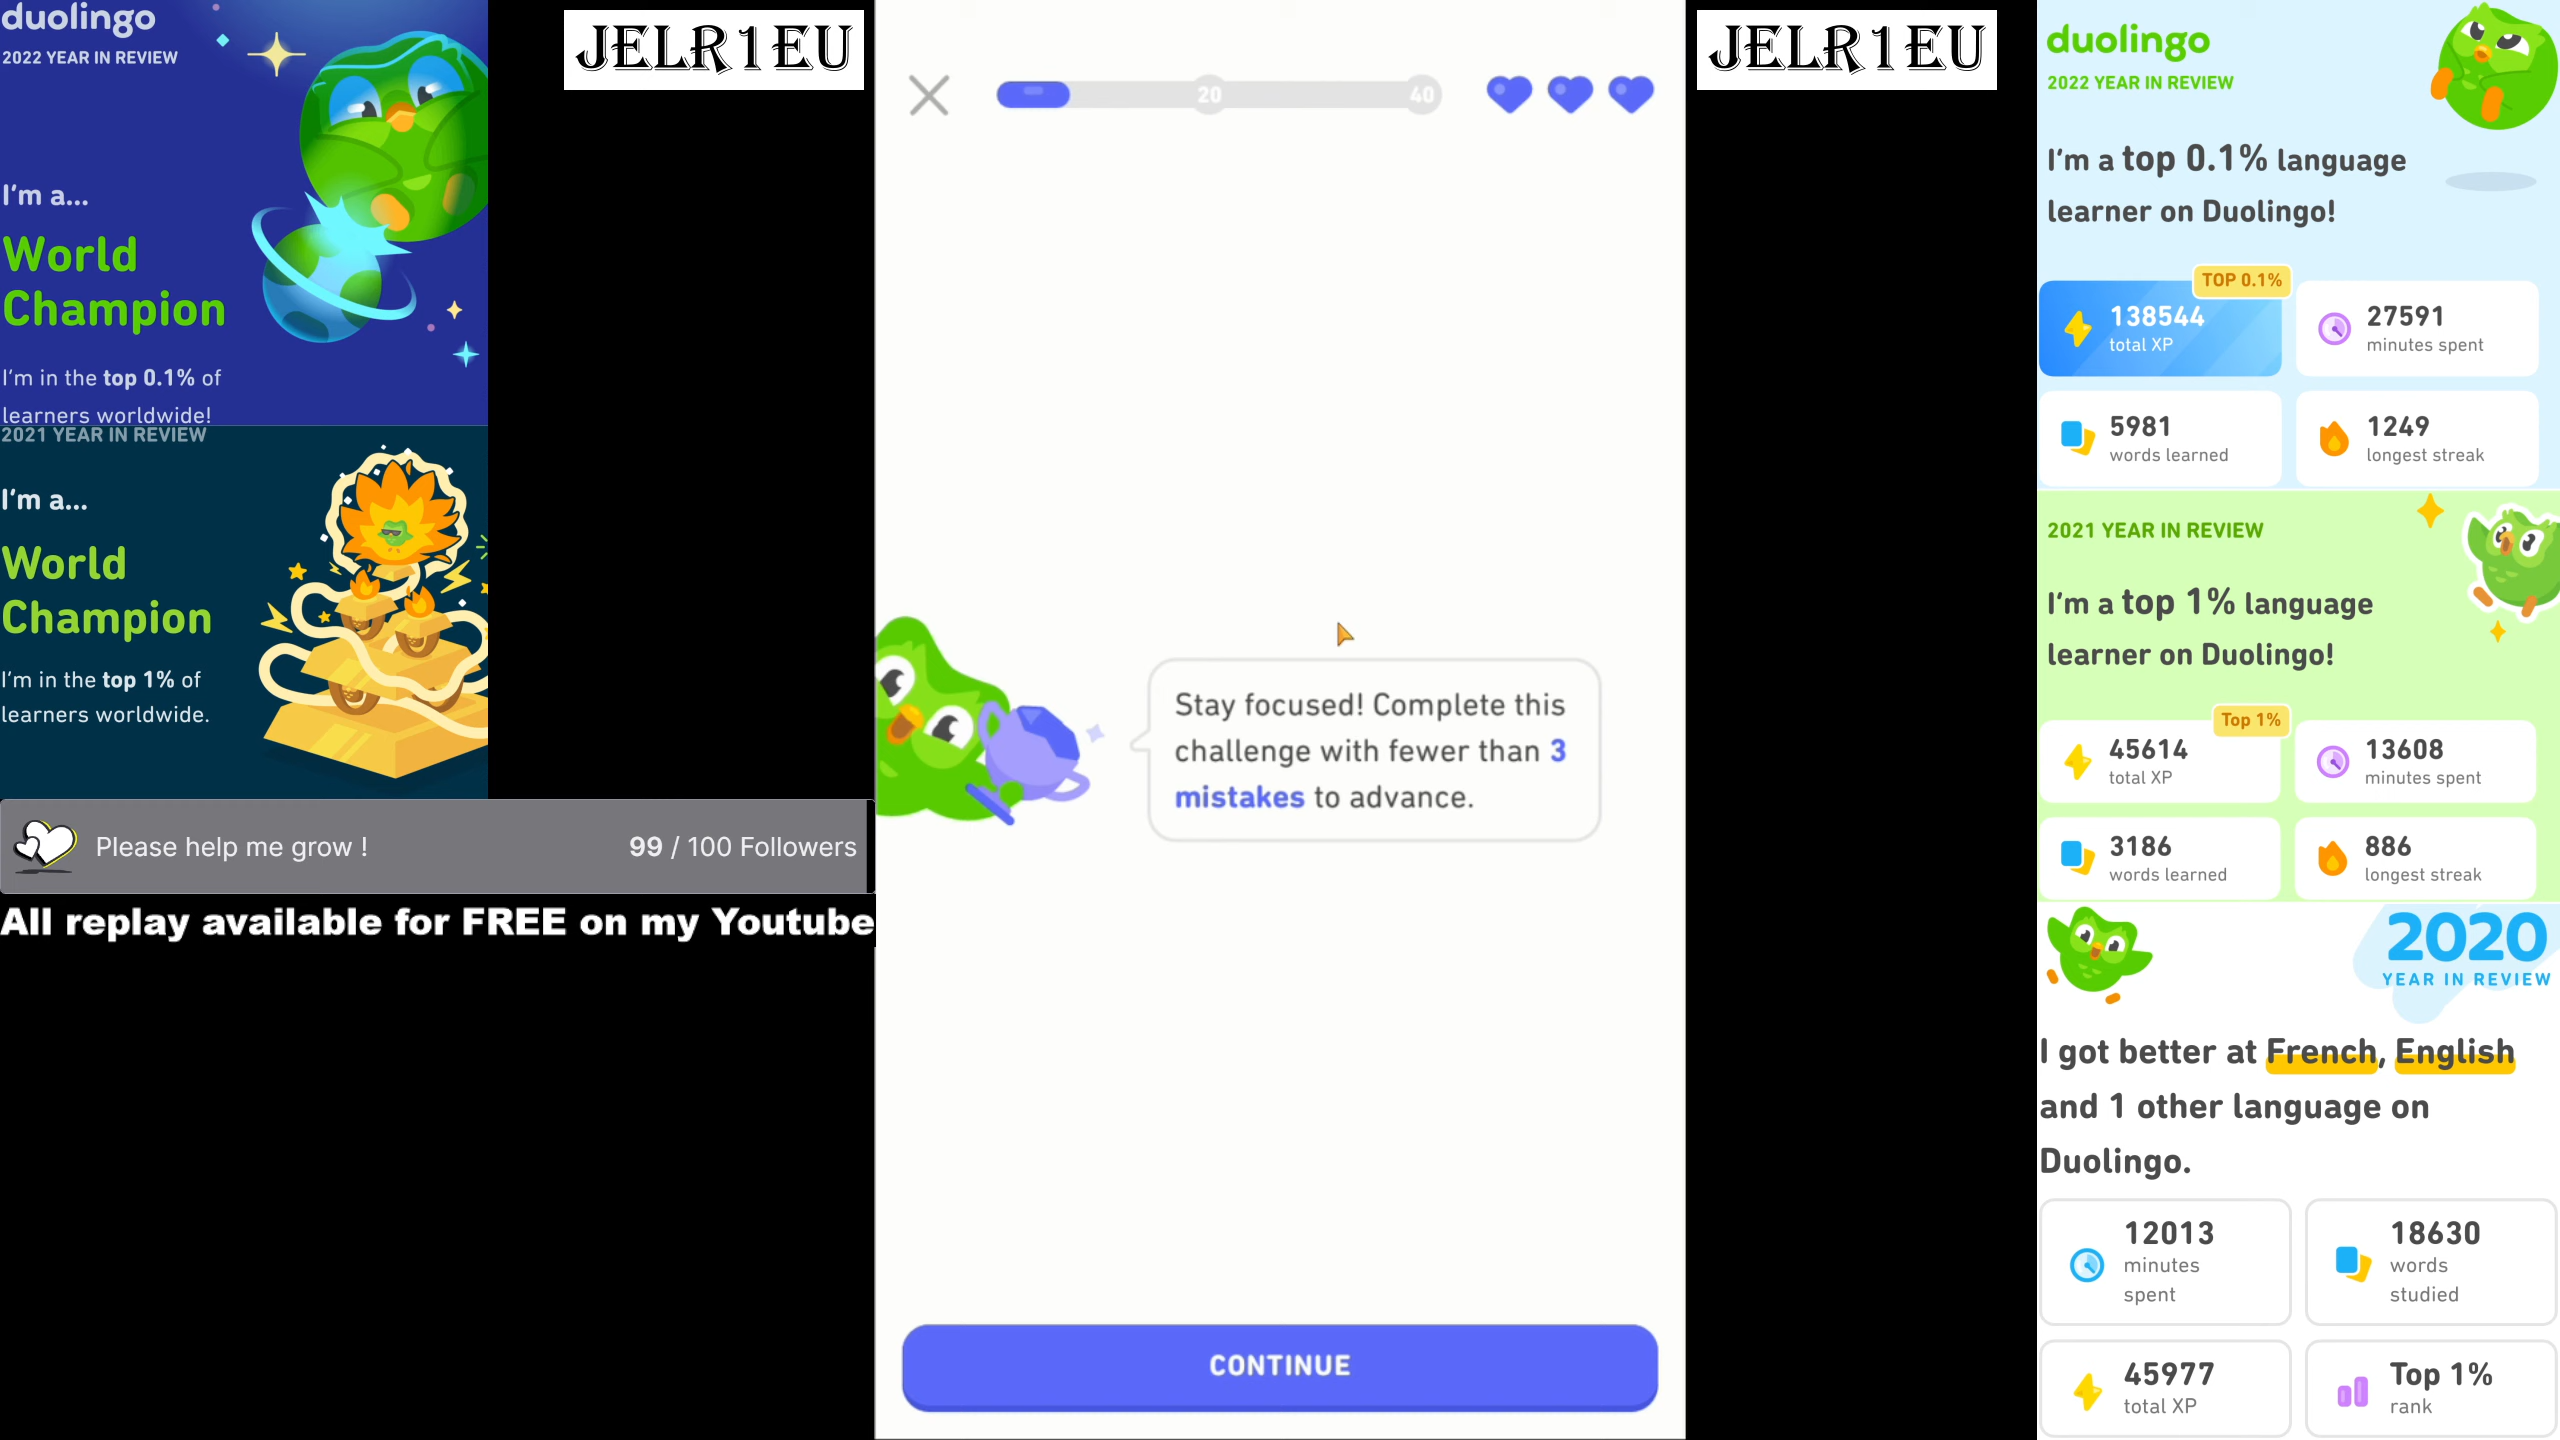 duolingo
2022 YEAR IN REVIEW
I'm a...
World
Champion
I'm in the top 0.1% of
learners worldwide!
2021 YEAR IN REVIEW
I'm a...
World
Champion
I'm in the top 1% of
learners worldwide.
Please help me grow !
99 / 100 Followers
All replay available for FREE on my Youtube
JELR1EU
20
40
Stay focused! Complete this
challenge with fewer than 3
mistakes to advance.
CONTINUE
JELR1EU
duolingo
2022 YEAR IN REVIEW
I'm a top 0.1% language
learner on Duolingo!
TOP 0.1%
138544
total XP
27591
minutes spent
5981
words learned
1249
longest streak
2021 YEAR IN REVIEW
I'm a top 1% language
learner on Duolingo!
Top 1%
45614
total XP
13608
minutes spent
3186
words learned
886
longest streak
2020
YEAR IN REVIEW
I got better at French, English
and 1 other language on
Duolingo.
12013
minutes
spent
18630
words
studied
45977
total XP
Top 1%
rank